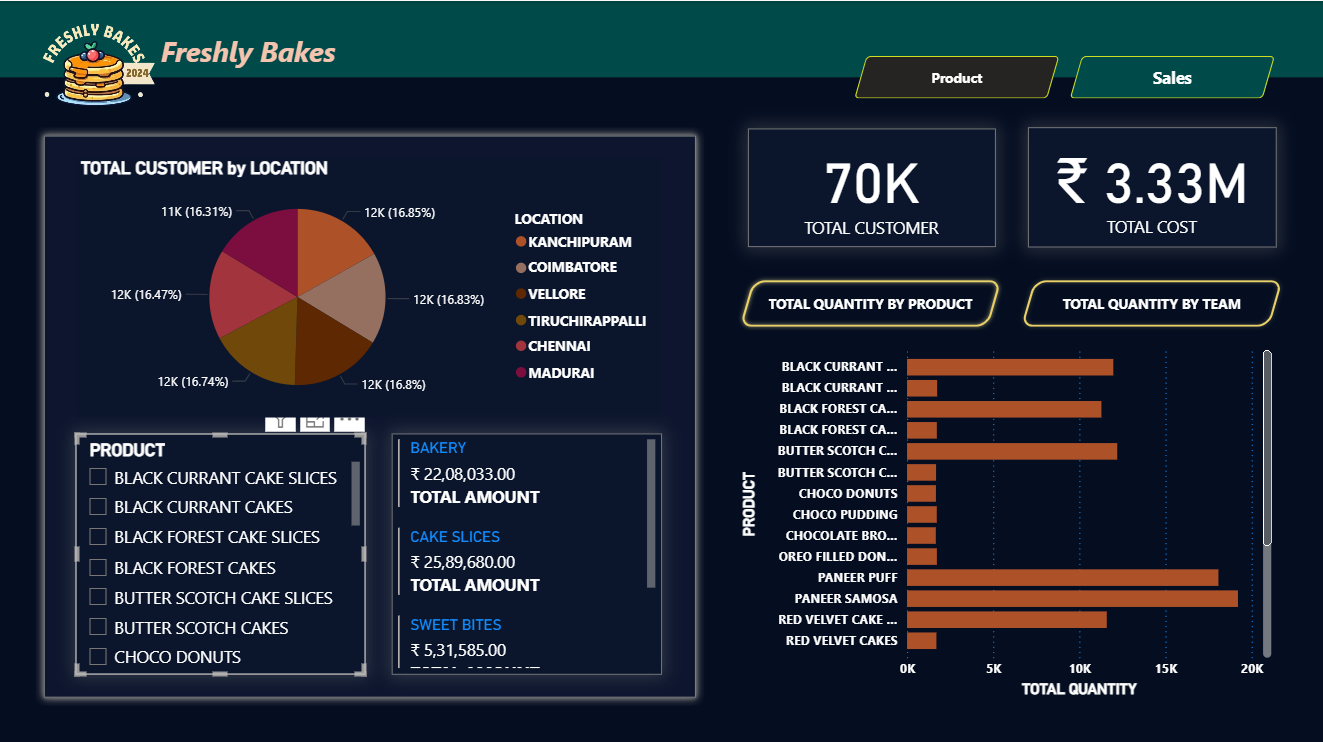 FRESHLY BAKES
2024
Freshly Bakes
Product
Sales
TOTAL CUSTOMER by LOCATION
11K (16.31%)
12K (16.85%)
12K (16.47%)
12K (16.83%)
12K (16.74%)
12K (16.8%)
LOCATION
KANCHIPURAM
COIMBATORE
VELLORE
TIRUCHIRAPPALLI
CHENNAI
MADURAI
70K
TOTAL CUSTOMER
₹ 3.33M
TOTAL COST
TOTAL QUANTITY BY PRODUCT
TOTAL QUANTITY BY TEAM
PRODUCT
BLACK CURRANT CAKE SLICES
BLACK CURRANT CAKES
BLACK FOREST CAKE SLICES
BLACK FOREST CAKES
BUTTER SCOTCH CAKE SLICES
BUTTER SCOTCH CAKES
CHOCO DONUTS
BAKERY
₹ 22,08,033.00
TOTAL AMOUNT
CAKE SLICES
₹ 25,89,680.00
TOTAL AMOUNT
SWEET BITES
₹ 5,31,585.00
PRODUCT
BLACK CURRANT ...
BLACK CURRANT ...
BLACK FOREST CA...
BLACK FOREST CA...
BUTTER SCOTCH C...
BUTTER SCOTCH C...
CHOCO DONUTS
CHOCO PUDDING
CHOCOLATE BRO...
OREO FILLED DON...
PANEER PUFF
PANEER SAMOSA
RED VELVET CAKE ...
RED VELVET CAKES
0K 5K 10K 15K 20K
TOTAL QUANTITY